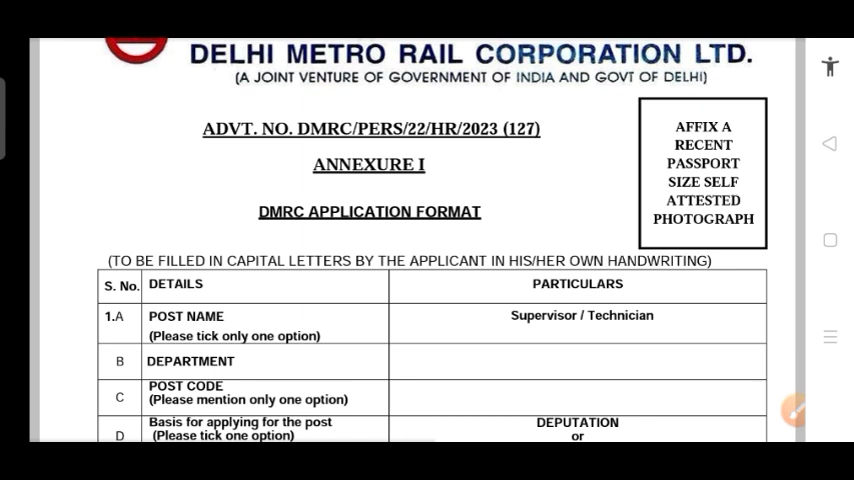 DELHI METRO RAIL CORPORATION LTD.
(A JOINT VENTURE OF GOVERNMENT OF INDIA AND GOVT OF DELHI)
ADVT. NO. DMRC/PERS/22/HR/2023 (127)
ANNEXURE I
DMRC APPLICATION FORMAT
AFFIX A
RECENT
PASSPORT
SIZE SELF
ATTESTED
PHOTOGRAPH
(TO BE FILLED IN CAPITAL LETTERS BY THE APPLICANT IN HIS/HER OWN HANDWRITING)
S. No. DETAILS PARTICULARS
1.A POST NAME Supervisor / Technician
(Please tick only one option)
B DEPARTMENT
C POST CODE
(Please mention only one option)
D Basis for applying for the post DEPUTATION
(Please tick one option) or